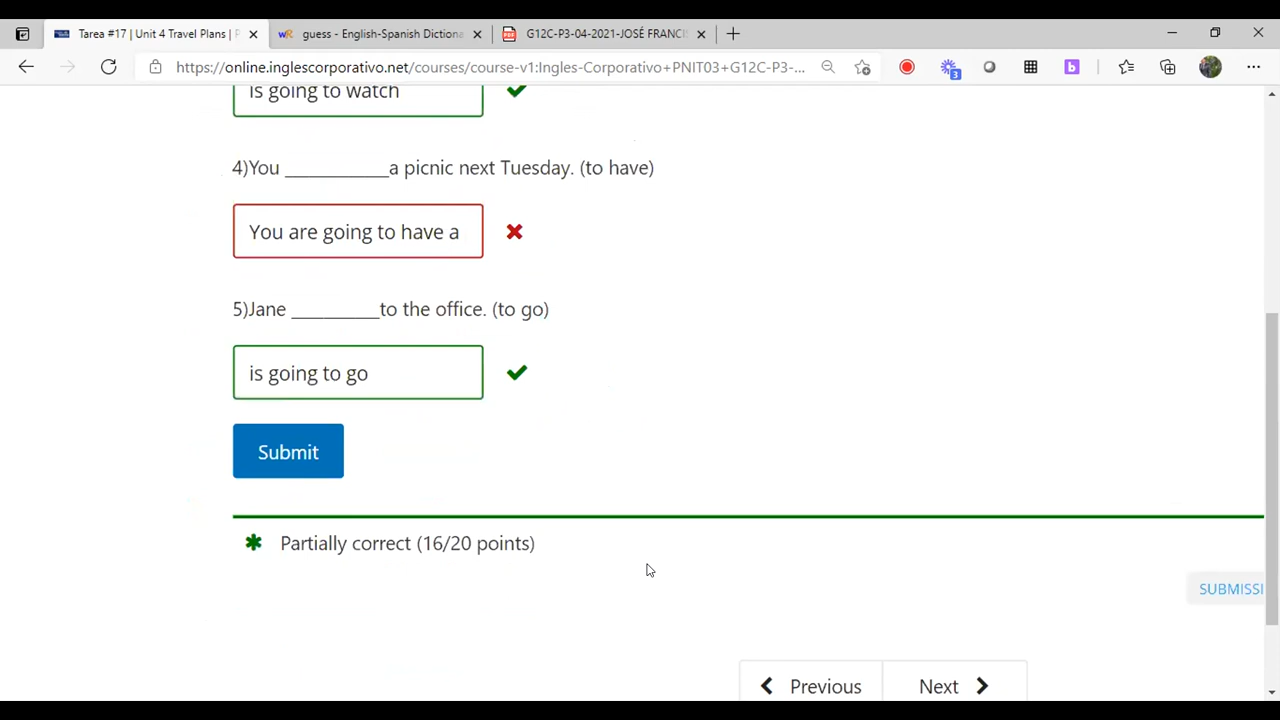 Tarea #17 | Unit 4 Travel Plans | P
guess - English-Spanish Dictiona
G12C-P3-04-2021-JOSÉ FRANCIS
https://online.inglescorporativo.net/courses/course-v1:Ingles-Corporativo+PNIT03+G12C-P3-...
3
b
is going to watch
4)You ___________a picnic next Tuesday. (to have)
You are going to have a
5)Jane _________to the office. (to go)
is going to go
Submit
Partially correct (16/20 points)
SUBMISSI
Previous
Next